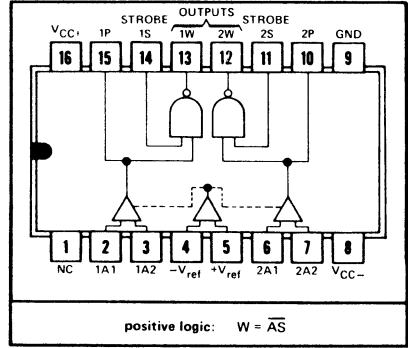 OUTPUTS
STROBE STROBE
VCC+ 1P 1S 1W 2W 2S 2P GND
16 15 14 13 12 11 10 9
1 2 3 4 5 6 7 8
NC 1A1 1A2 −Vref +Vref 2A1 2A2 VCC−
positive logic: W = A̅S̅